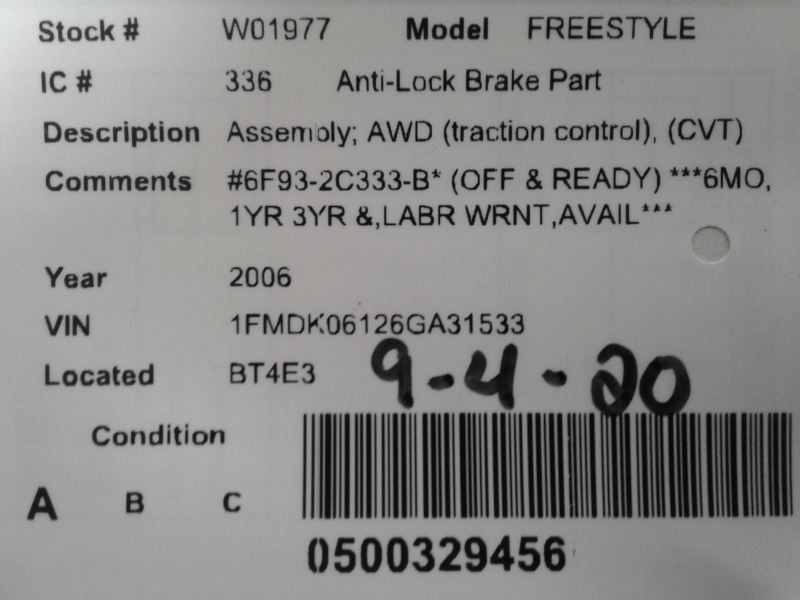 Stock # W01977 Model FREESTYLE
IC # 336 Anti-Lock Brake Part
Description Assembly; AWD (traction control), (CVT)
Comments #6F93-2C333-B* (OFF & READY) ***6MO,
1YR 3YR &,LABR WRNT,AVAIL***
Year 2006
VIN 1FMDK06126GA31533
Located BT4E3
9-4-20
Condition
A B C
0500329456